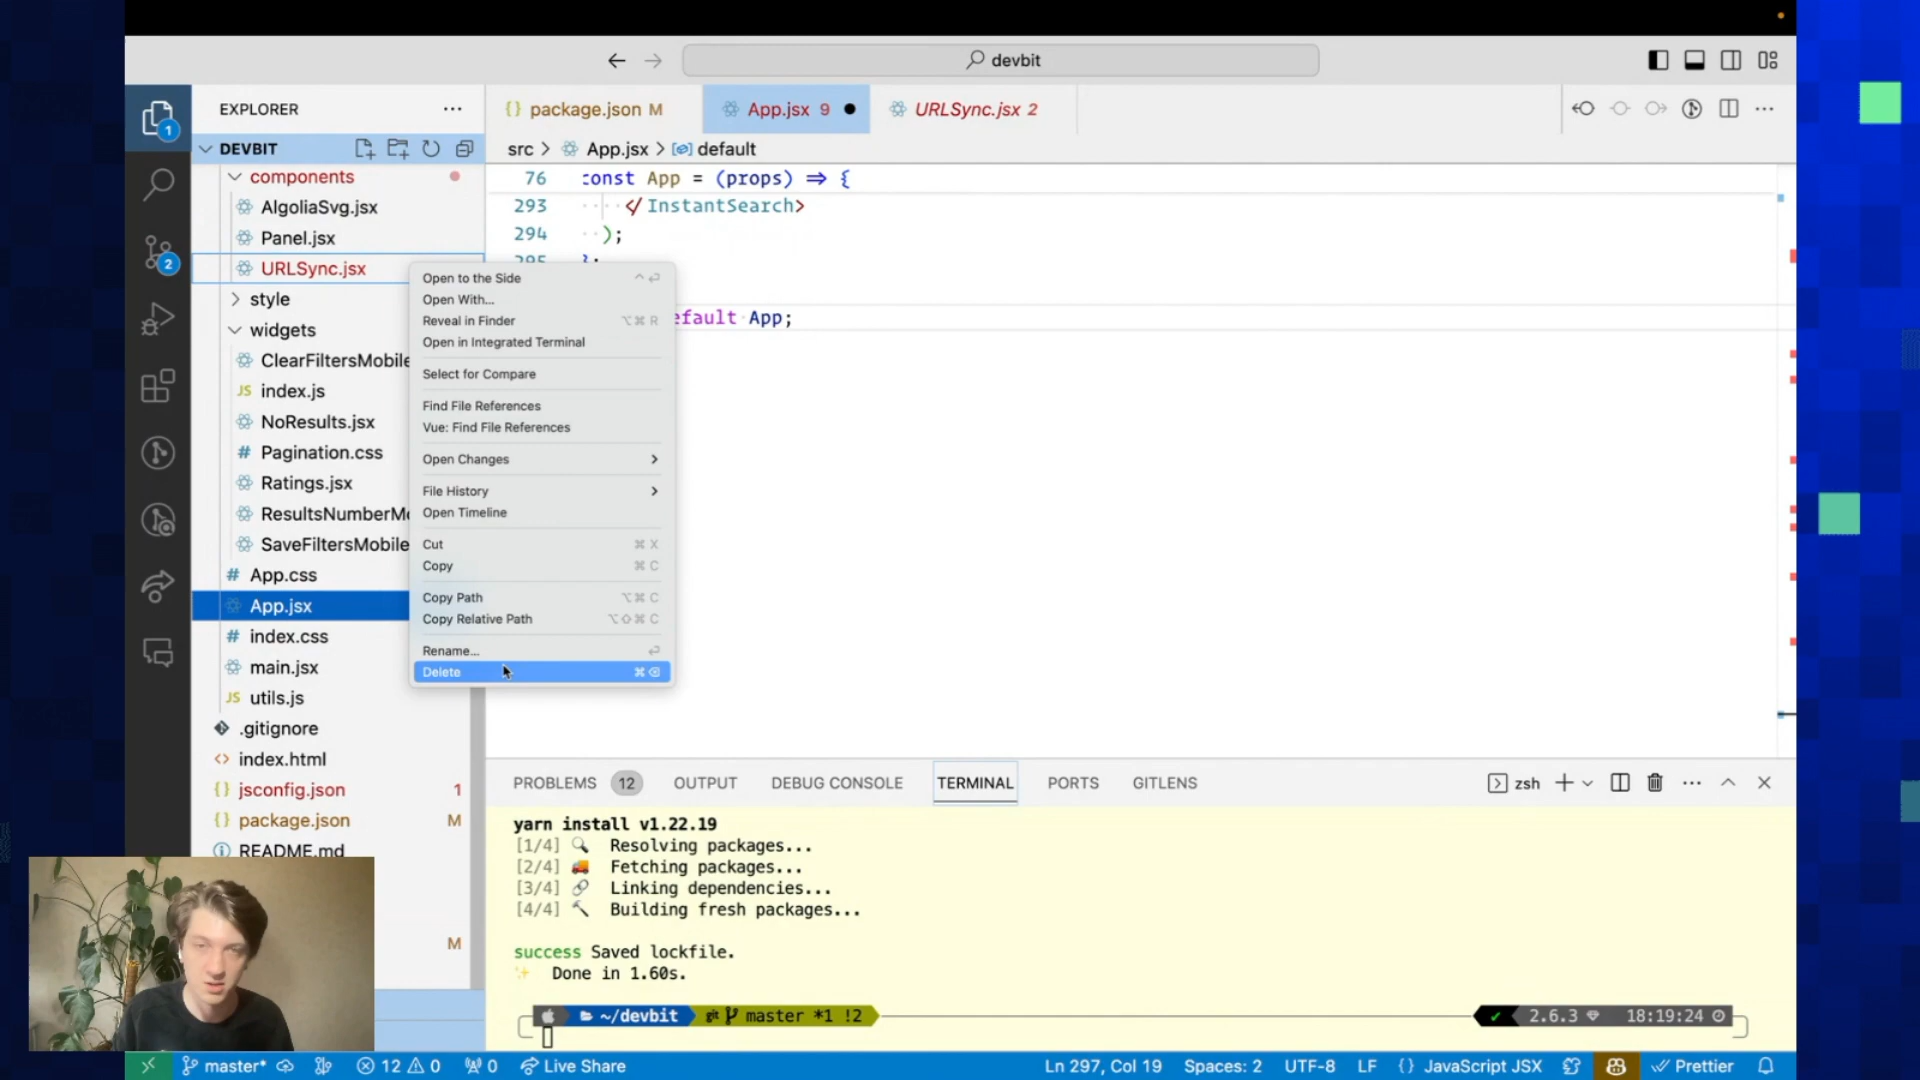 devbit
EXPLORER
package.json M
App.jsx 9
URLSync.jsx 2
DEVBIT
src > App.jsx > default
components
AlgoliaSvg.jsx
Panel.jsx
URLSync.jsx
style
widgets
ClearFiltersMobile
index.js
NoResults.jsx
Pagination.css
Ratings.jsx
ResultsNumberM
SaveFiltersMobile
App.css
App.jsx
index.css
main.jsx
utils.js
.gitignore
index.html
jsconfig.json 1
package.json M
README.md
M
1
2
76 const App = (props) => {
293 </InstantSearch>
294 );
295 };
efault App;
Open to the Side ^ ⏎
Open With...
Reveal in Finder ⌥⌘ R
Open in Integrated Terminal
Select for Compare
Find File References
Vue: Find File References
Open Changes
File History
Open Timeline
Cut ⌘ X
Copy ⌘ C
Copy Path ⌥⌘ C
Copy Relative Path ⌥⇧⌘ C
Rename... ⏎
Delete ⌘ ⌫
PROBLEMS 12 OUTPUT DEBUG CONSOLE TERMINAL PORTS GITLENS
zsh
yarn install v1.22.19
[1/4] 🔍 Resolving packages...
[2/4] 🚚 Fetching packages...
[3/4] 🔗 Linking dependencies...
[4/4] 🔨 Building fresh packages...
success Saved lockfile.
✨ Done in 1.60s.
~/devbit git master *1 !2
✓ 2.6.3 18:19:24
master* 12 0 0 Live Share
Ln 297, Col 19 Spaces: 2 UTF-8 LF {} JavaScript JSX Prettier